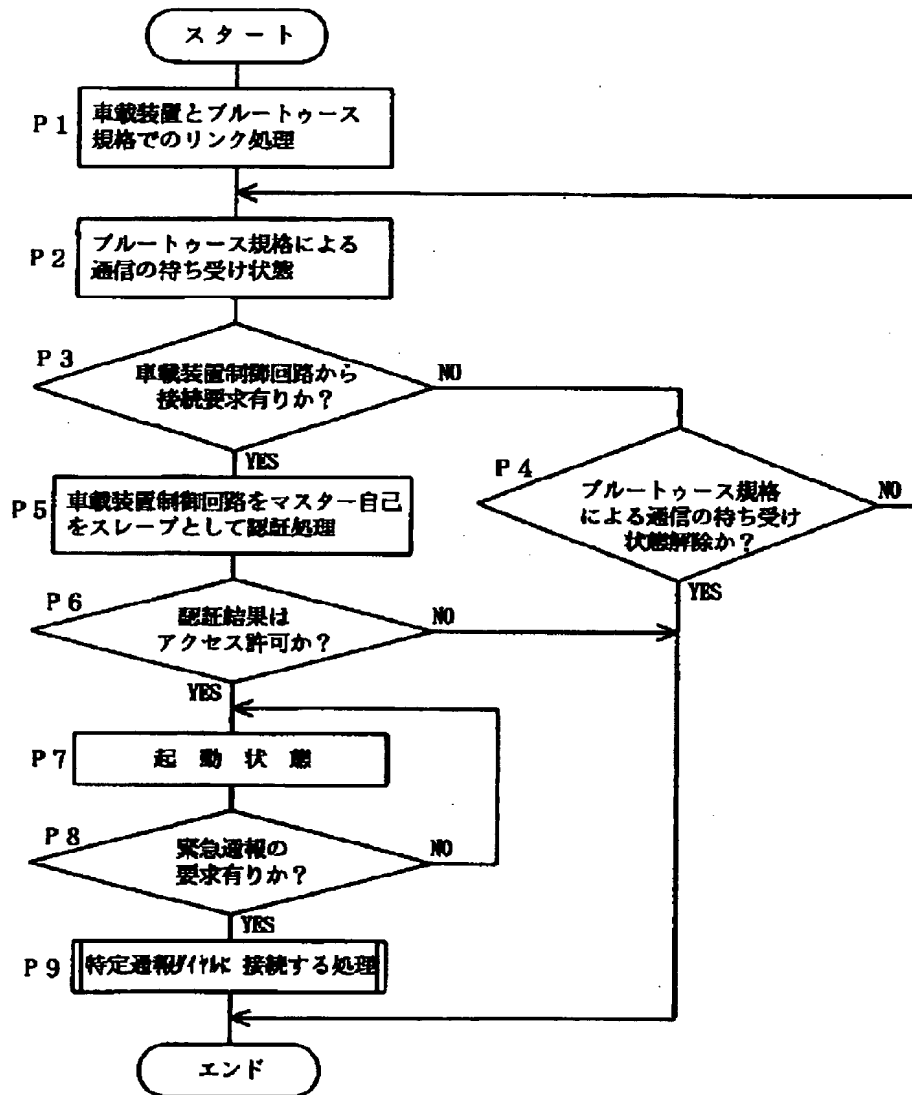 スタート
P1
車載装置とブルートゥース
規格でのリンク処理
P2
ブルートゥース規格による
通信の待ち受け状態
P3
車載装置制御回路から
接続要求有りか?
NO
YES
P4
ブルートゥース規格
による通信の待ち受け
状態解除か?
NO
YES
P5
車載装置制御回路をマスター自己
をスレーブとして認証処理
P6
認証結果は
アクセス許可か?
NO
YES
P7
起動状態
P8
緊急通報の
要求有りか?
NO
YES
P9
特定通報ダイヤルに接続する処理
エンド